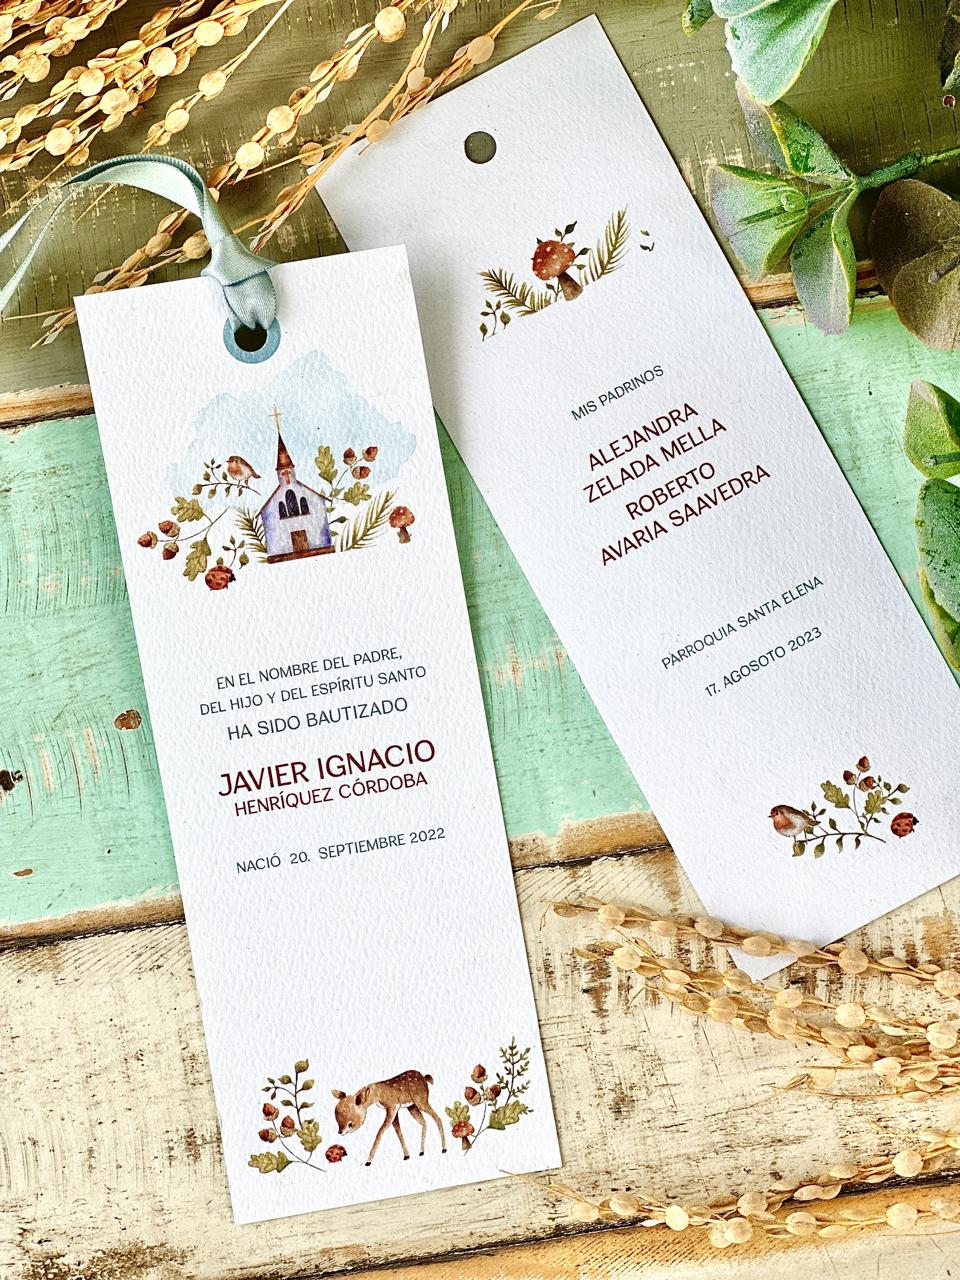 EN EL NOMBRE DEL PADRE,
DEL HIJO Y DEL ESPÍRITU SANTO
HA SIDO BAUTIZADO
JAVIER IGNACIO
HENRÍQUEZ CÓRDOBA
NACIÓ 20. SEPTIEMBRE 2022
MIS PADRINOS
ALEJANDRA
ZELADA MELLA
ROBERTO
AVARIA SAAVEDRA
PARROQUIA SANTA ELENA
17. AGOSOTO 2023